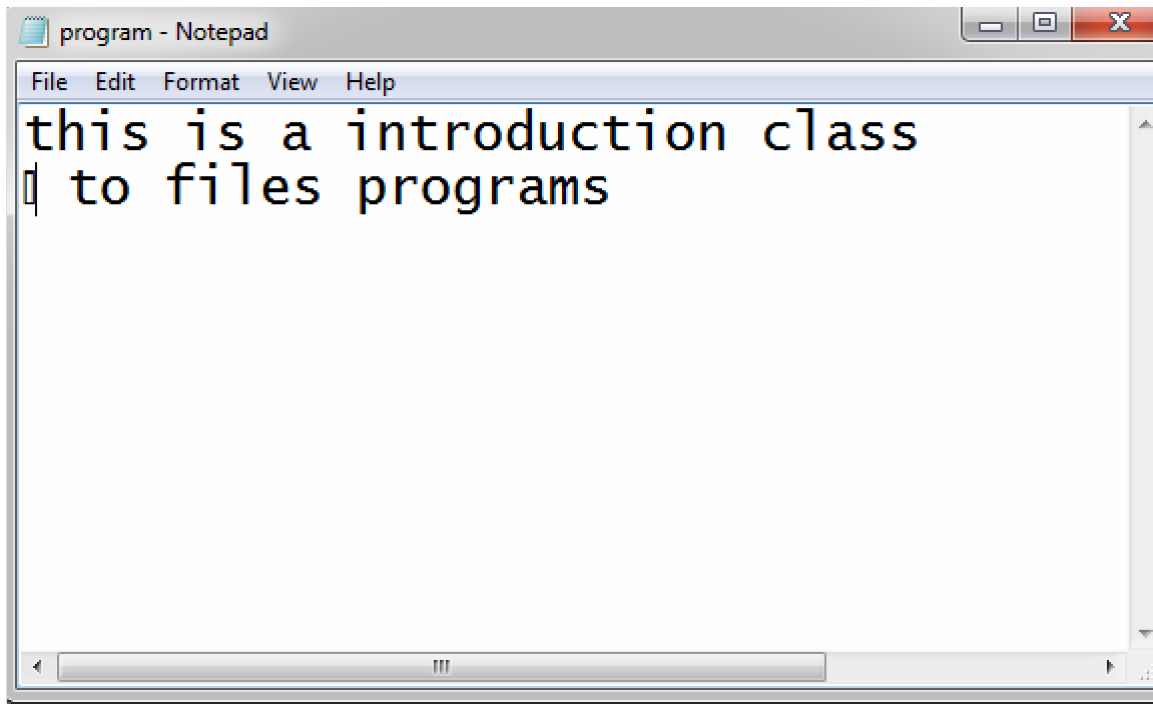 program - Notepad
File Edit Format View Help
this is a introduction class
▯ to files programs